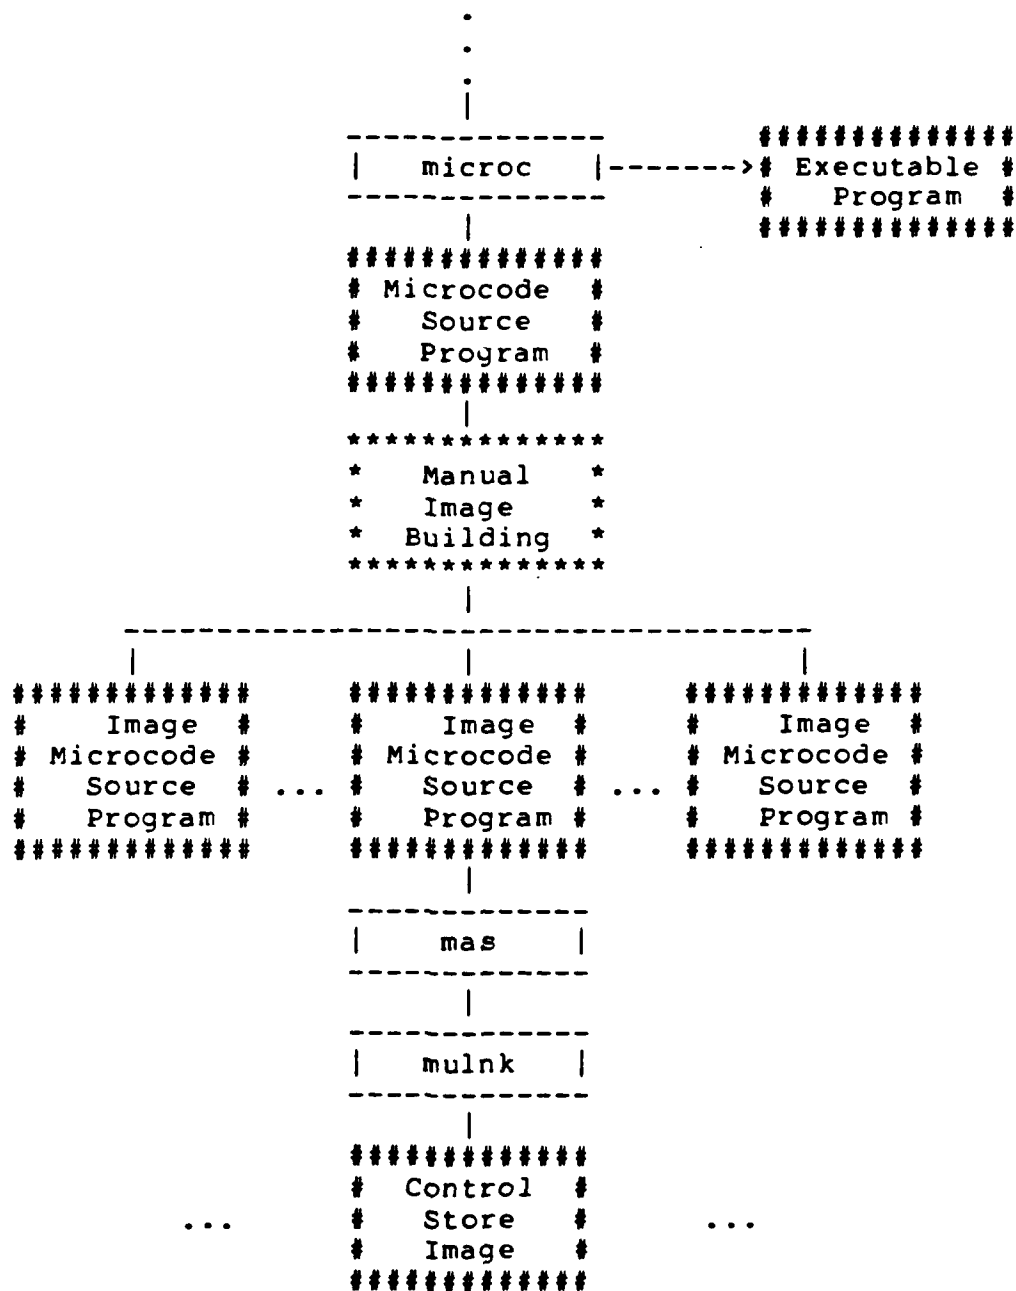 microc
Executable
Program
Microcode
Source
Program
Manual
Image
Building
Image Image Image
Microcode Microcode Microcode
Source ... Source ... Source
Program Program Program
mas
mulnk
Control
... Store ...
Image